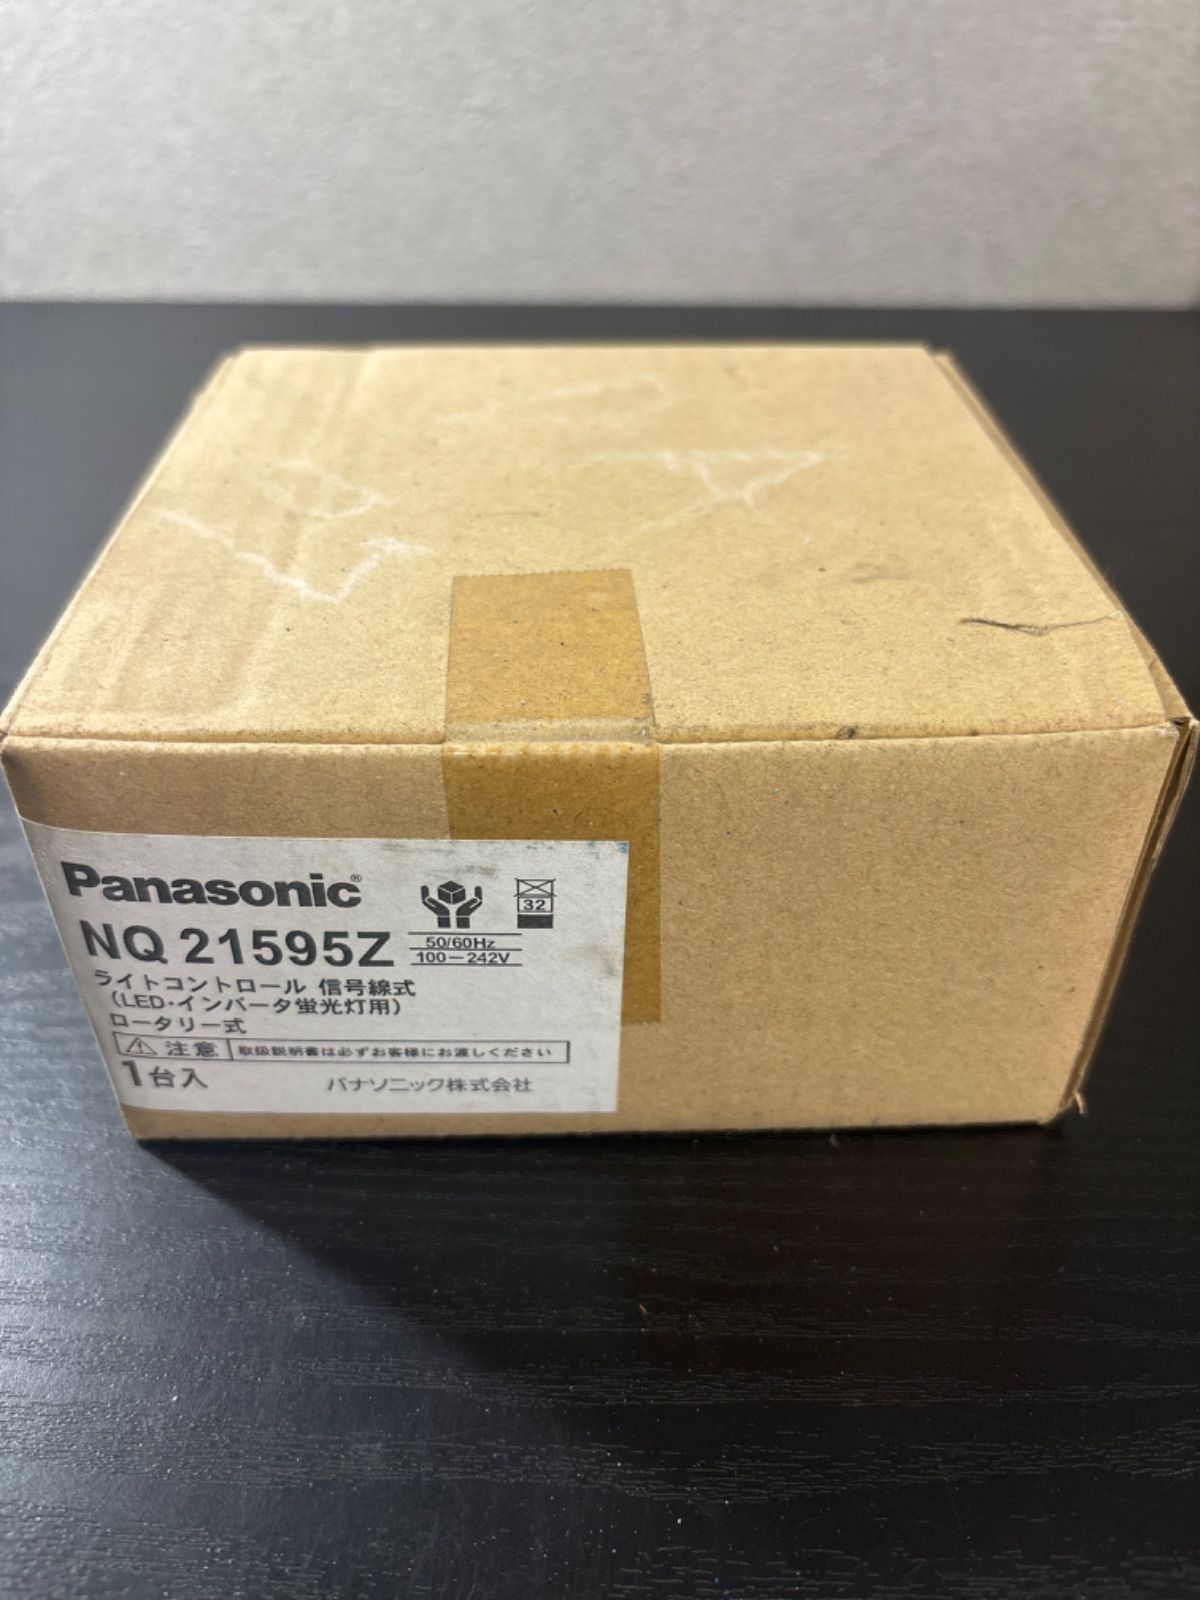 Panasonic®
NQ 21595Z
50/60Hz
100-242V
32
ライトコントロール 信号線式
(LED・インバータ蛍光灯用)
ロータリー式
注意 取扱説明書は必ずお客様にお渡しください
1台入
パナソニック株式会社